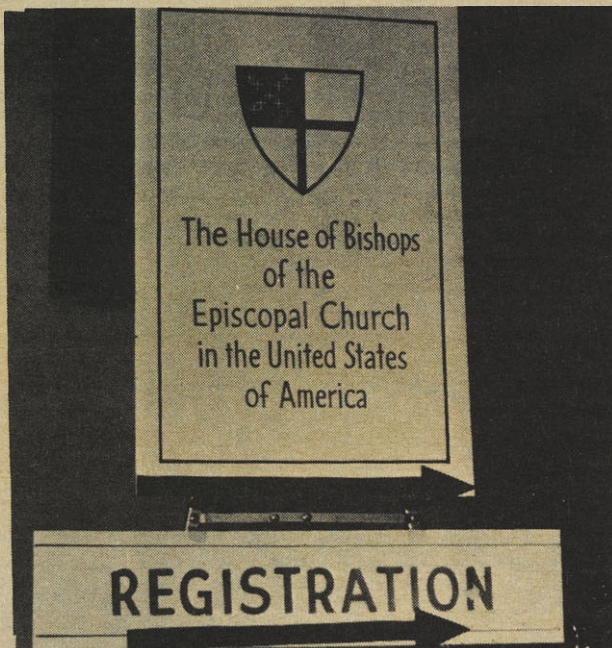 The House of Bishops
of the
Episcopal Church
in the United States
of America
REGISTRATION